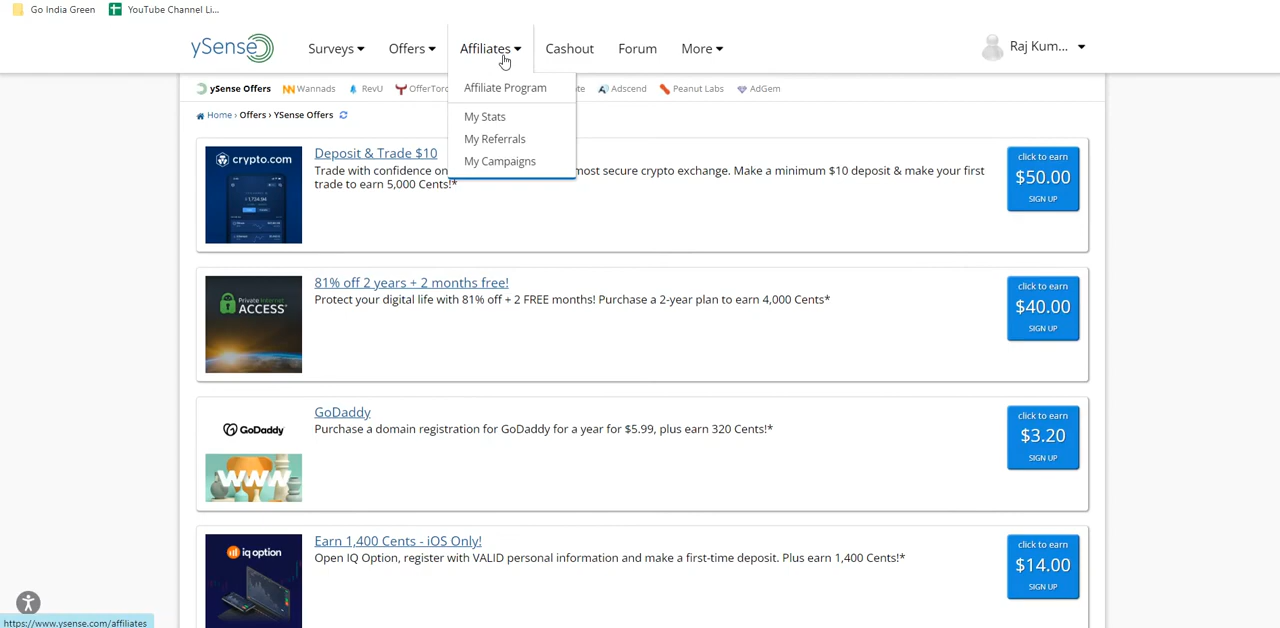 Go India Green
YouTube Channel Li...
ySense
Surveys
Offers
Affiliates
Cashout
Forum
More
Raj Kum...
ySense Offers
Wannads
RevU
OfferToro
Adscend
Peanut Labs
AdGem
Affiliate Program
My Stats
My Referrals
My Campaigns
Home › Offers › YSense Offers
crypto.com
Deposit & Trade $10
Trade with confidence on most secure crypto exchange. Make a minimum $10 deposit & make your first
trade to earn 5,000 Cents!*
click to earn
$50.00
SIGN UP
Private Internet
ACCESS
81% off 2 years + 2 months free!
Protect your digital life with 81% off + 2 FREE months! Purchase a 2-year plan to earn 4,000 Cents*
click to earn
$40.00
SIGN UP
GoDaddy
WWW
GoDaddy
Purchase a domain registration for GoDaddy for a year for $5.99, plus earn 320 Cents!*
click to earn
$3.20
SIGN UP
iq option
Earn 1,400 Cents - iOS Only!
Open IQ Option, register with VALID personal information and make a first-time deposit. Plus earn 1,400 Cents!*
click to earn
$14.00
SIGN UP
https://www.ysense.com/affiliates